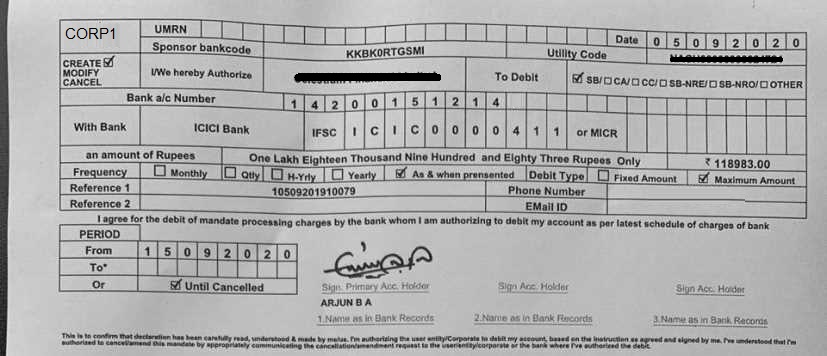 CORP1 UMRN Date 0 5 0 9 2 0 2 0
Sponsor bankcode KKBK0RTGSMI Utility Code
CREATE ☑
MODIFY
CANCEL
I/We hereby Authorize To Debit ☑ SB/☐ CA/☐ CC/☐ SB-NRE/☐ SB-NRO/☐ OTHER
Bank a/c Number 1 4 2 0 0 1 5 1 2 1 4
With Bank ICICI Bank IFSC I C I C 0 0 0 0 4 1 1 or MICR
an amount of Rupees One Lakh Eighteen Thousand Nine Hundred and Eighty Three Rupees Only ₹ 118983.00
Frequency ☐ Monthly ☐ Qtly ☐ H-Yrly ☐ Yearly ☑ As & when prensented Debit Type ☐ Fixed Amount ☑ Maximum Amount
Reference 1 10509201910079 Phone Number
Reference 2 EMail ID
I agree for the debit of mandate processing charges by the bank whom I am authorizing to debit my account as per latest schedule of charges of bank
PERIOD
From 1 5 0 9 2 0 2 0
To*
Or ☑ Until Cancelled
Sign. Primary Acc. Holder Sign Acc. Holder Sign Acc. Holder
ARJUN B A
1.Name as in Bank Records 2.Name as in Bank Records 3.Name as in Bank Records
This is to confirm that declaration has been carefully read, understood & made by me/us. I'm authorizing the user entity/Corporate to debit my account, based on the instruction as agreed and signed by me. I've understood that I'm
authorized to cancel/amend this mandate by appropriately communicating the cancellation/amendment request to the user/entity/corporate or the bank where I've authorized the debit.